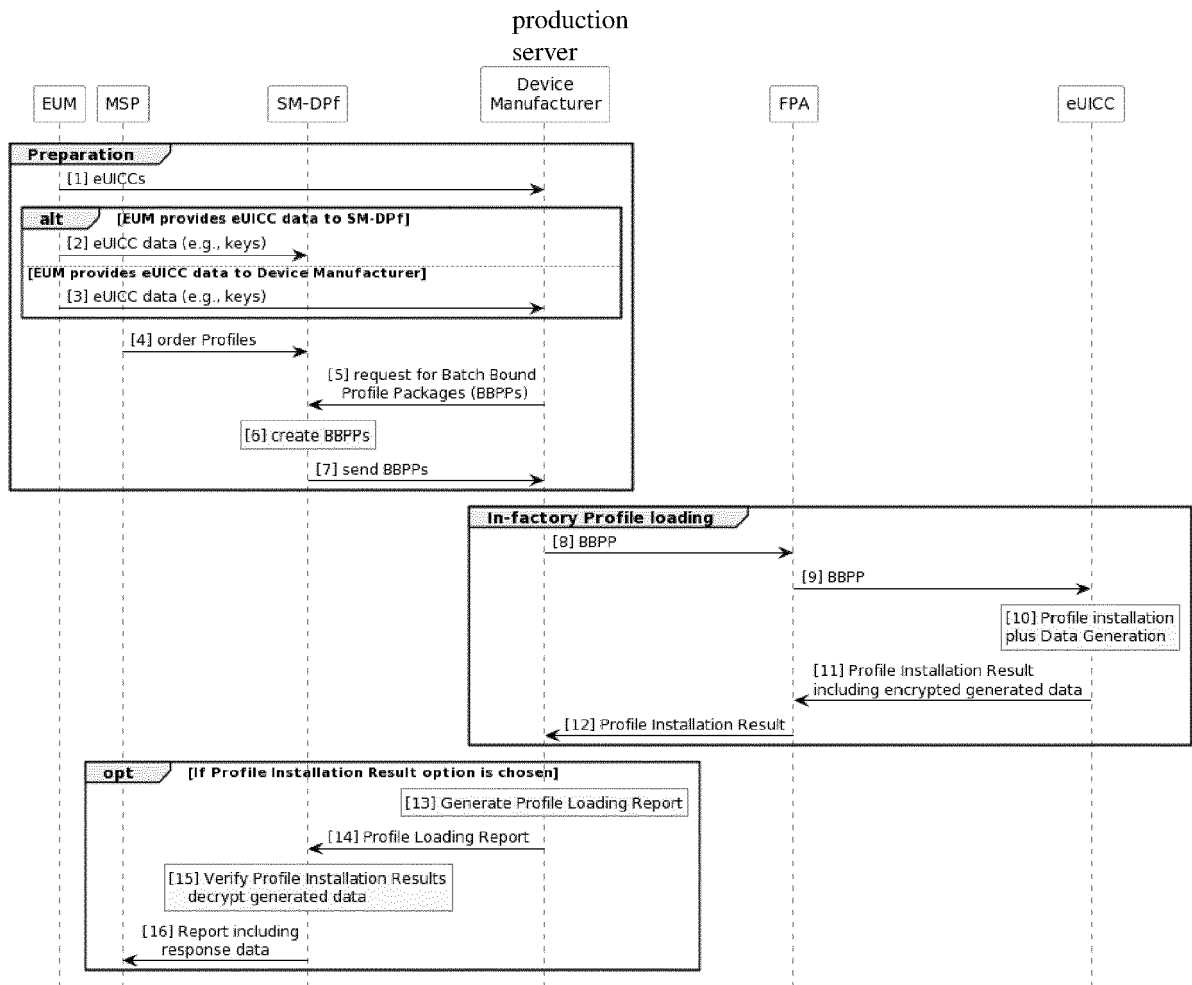 production
server
EUM
MSP
SM-DPf
Device
Manufacturer
FPA
eUICC
Preparation
[1] eUICCs
alt [EUM provides eUICC data to SM-DPf]
[2] eUICC data (e.g., keys)
[EUM provides eUICC data to Device Manufacturer]
[3] eUICC data (e.g., keys)
[4] order Profiles
[5] request for Batch Bound
Profile Packages (BBPPs)
[6] create BBPPs
[7] send BBPPs
In-factory Profile loading
[8] BBPP
[9] BBPP
[10] Profile installation
plus Data Generation
[11] Profile Installation Result
including encrypted generated data
[12] Profile Installation Result
opt [If Profile Installation Result option is chosen]
[13] Generate Profile Loading Report
[14] Profile Loading Report
[15] Verify Profile Installation Results
decrypt generated data
[16] Report including
response data